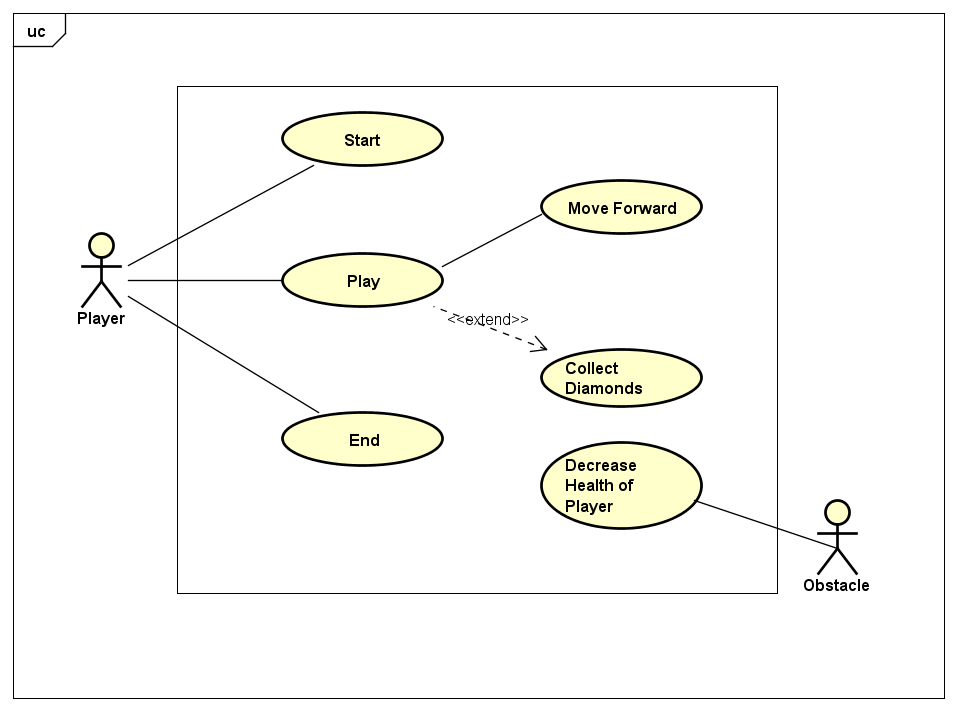 uc
Start
Move Forward
Play
Player
<<extend>>
Collect
Diamonds
End
Decrease
Health of
Player
Obstacle